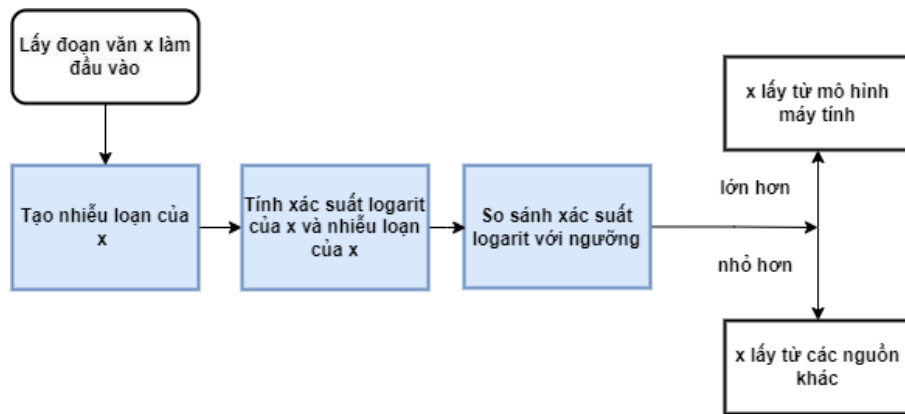 Lấy đoạn văn x làm
đầu vào
Tạo nhiễu loạn của
x
Tính xác suất logarit
của x và nhiễu loạn
của x
So sánh xác suất
logarit với ngưỡng
lớn hơn
nhỏ hơn
x lấy từ mô hình
máy tính
x lấy từ các nguồn
khác